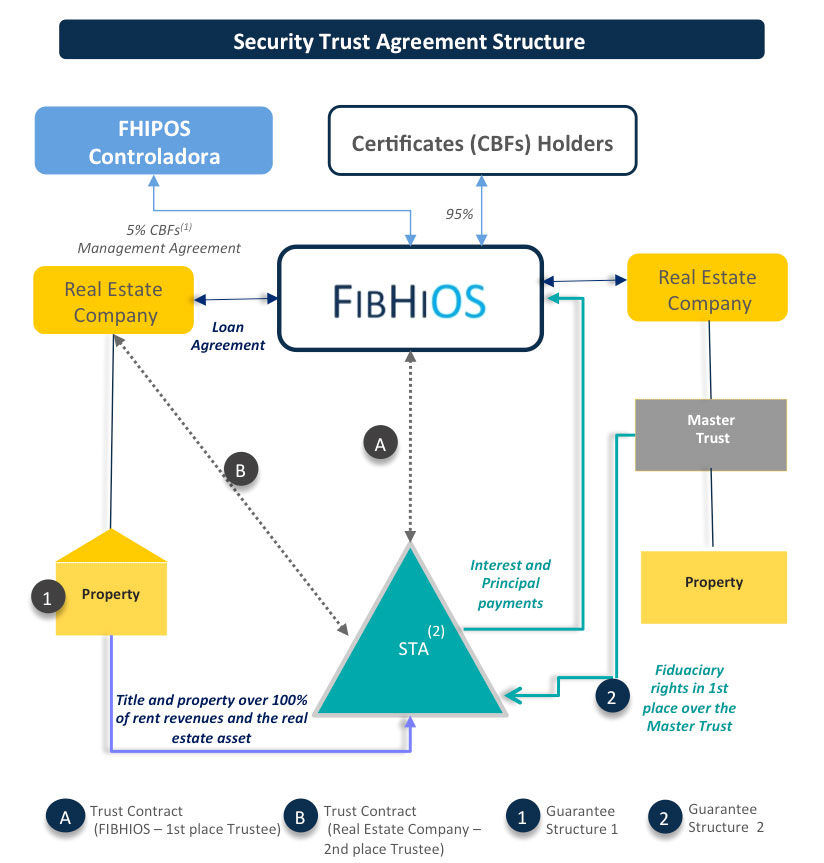 Security Trust Agreement Structure
FHIPOS
Controladora
Certificates (CBFs) Holders
5% CBFs(1)
Management Agreement
95%
Real Estate
Company
FIBHIOS
Real Estate
Company
Loan
Agreement
Master
Trust
A
B
Interest and
Principal
payments
Property
1
Property
(2)
STA
Title and property over 100%
of rent revenues and the real
estate asset
2
Fiduaciary
rights in 1st
place over the
Master Trust
A
Trust Contract
(FIBHIOS – 1st place Trustee)
B
Trust Contract
(Real Estate Company –
2nd place Trustee)
1
Guarantee
Structure 1
2
Guarantee
Structure 2